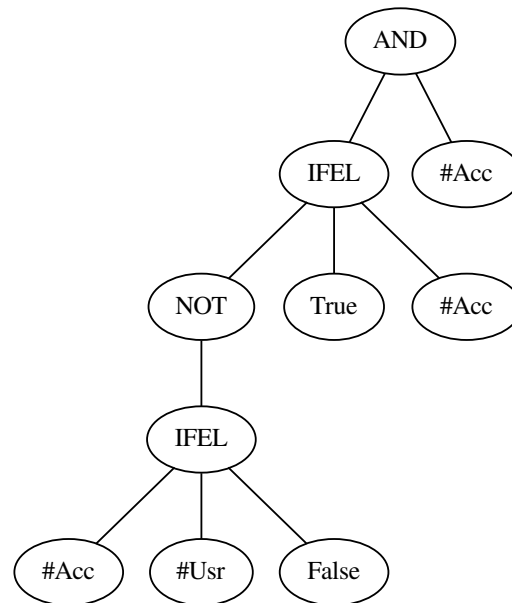 AND
IFEL #Acc
NOT True #Acc
IFEL
#Acc #Usr False